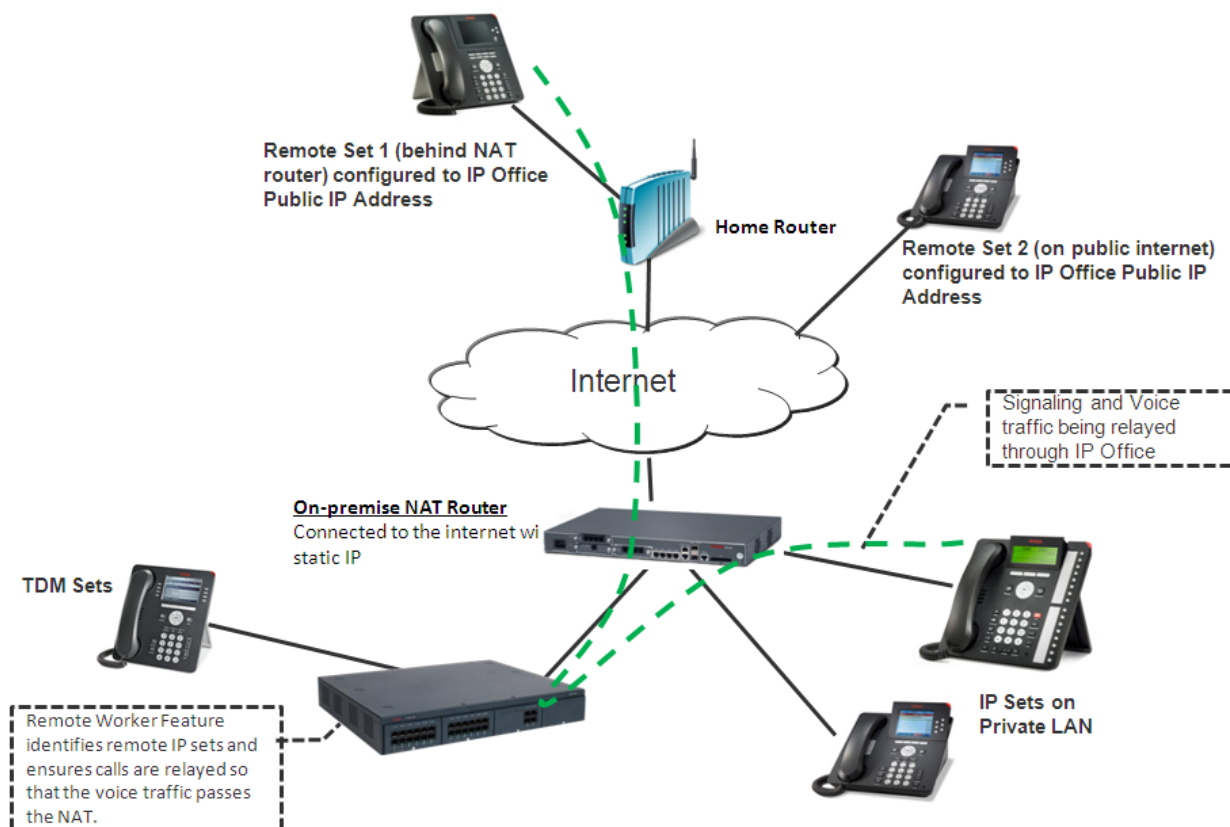 Remote Set 1 (behind NAT
router) configured to IP Office
Public IP Address
Home Router
Remote Set 2 (on public internet)
configured to IP Office Public IP
Address
Internet
Signaling and Voice
traffic being relayed
through IP Office
On-premise NAT Router
Connected to the internet wi
static IP
TDM Sets
IP Sets on
Private LAN
Remote Worker Feature
identifies remote IP sets and
ensures calls are relayed so
that the voice traffic passes
the NAT.